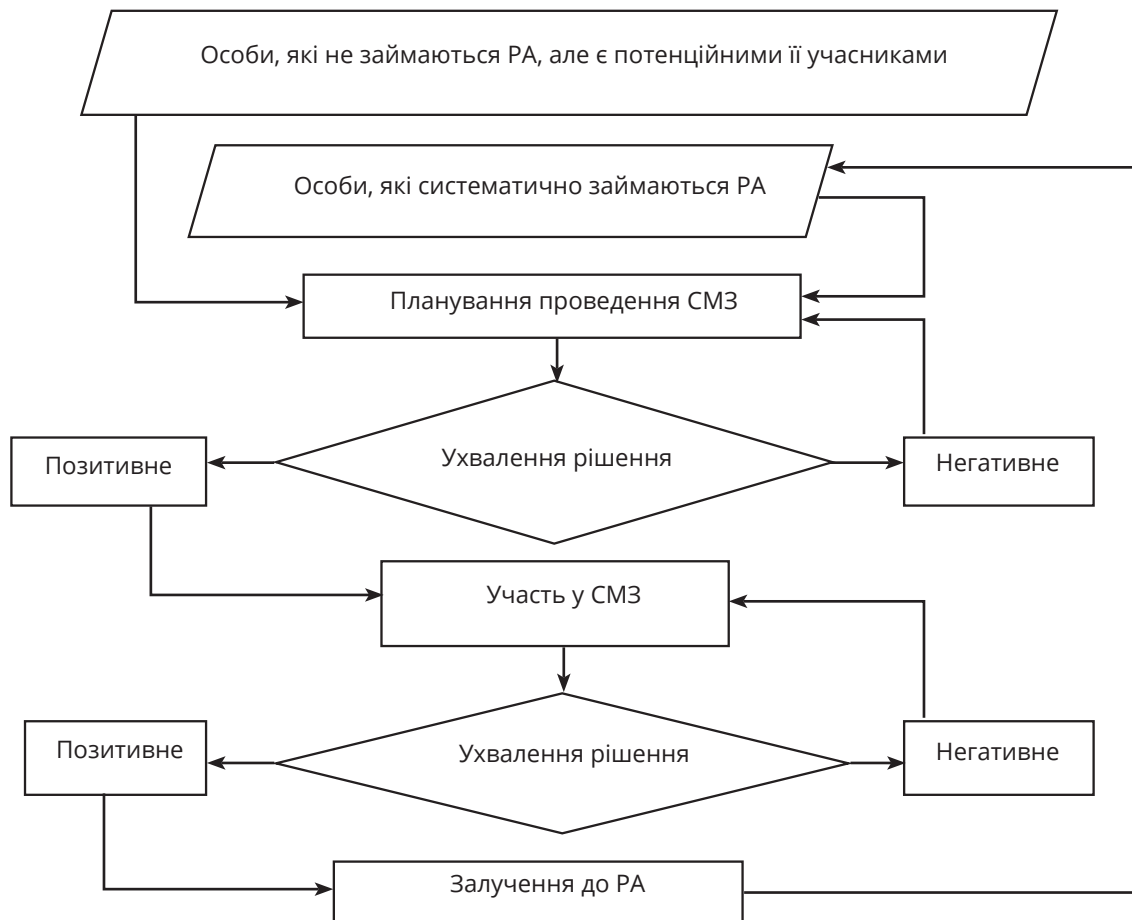 Особи, які не займаються РА, але є потенційними її учасниками
Особи, які систематично займаються РА
Планування проведення СМЗ
Ухвалення рішення
Позитивне
Негативне
Участь у СМЗ
Ухвалення рішення
Позитивне
Негативне
Залучення до РА